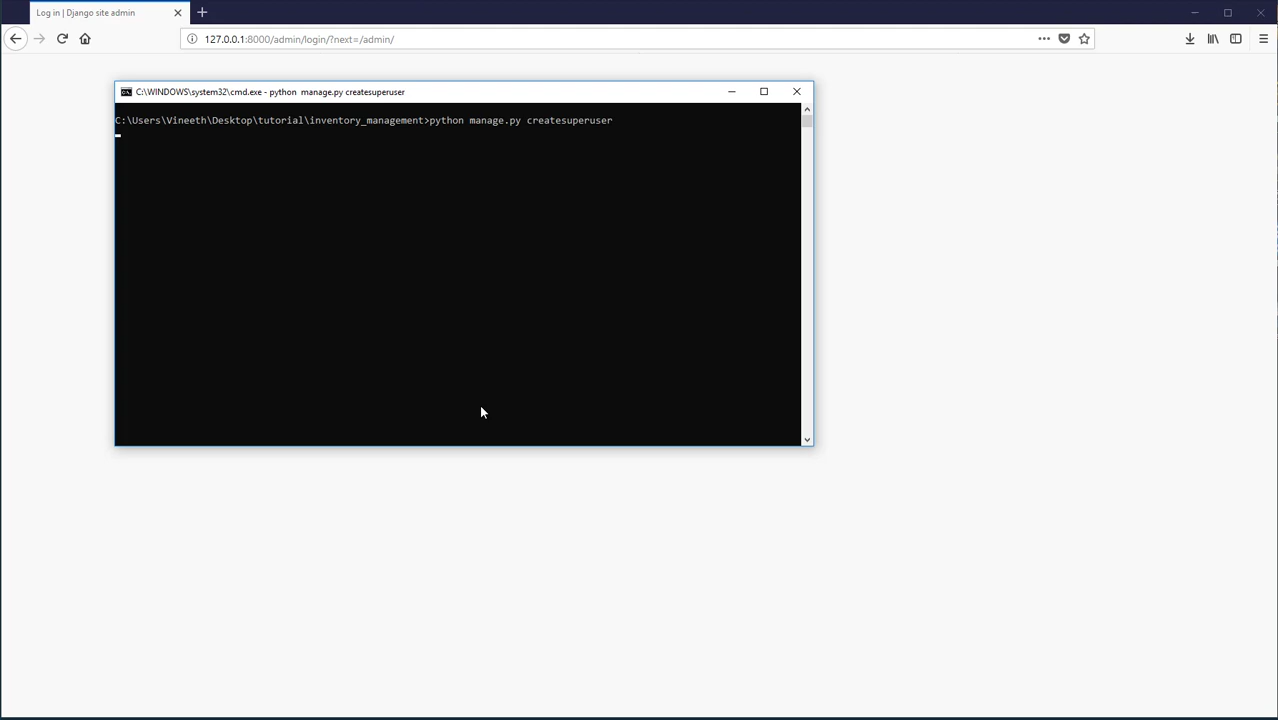 Log in | Django site admin
127.0.0.1:8000/admin/login/?next=/admin/
C:\WINDOWS\system32\cmd.exe - python  manage.py createsuperuser
C:\Users\Vineeth\Desktop\tutorial\inventory_management>python manage.py createsuperuser